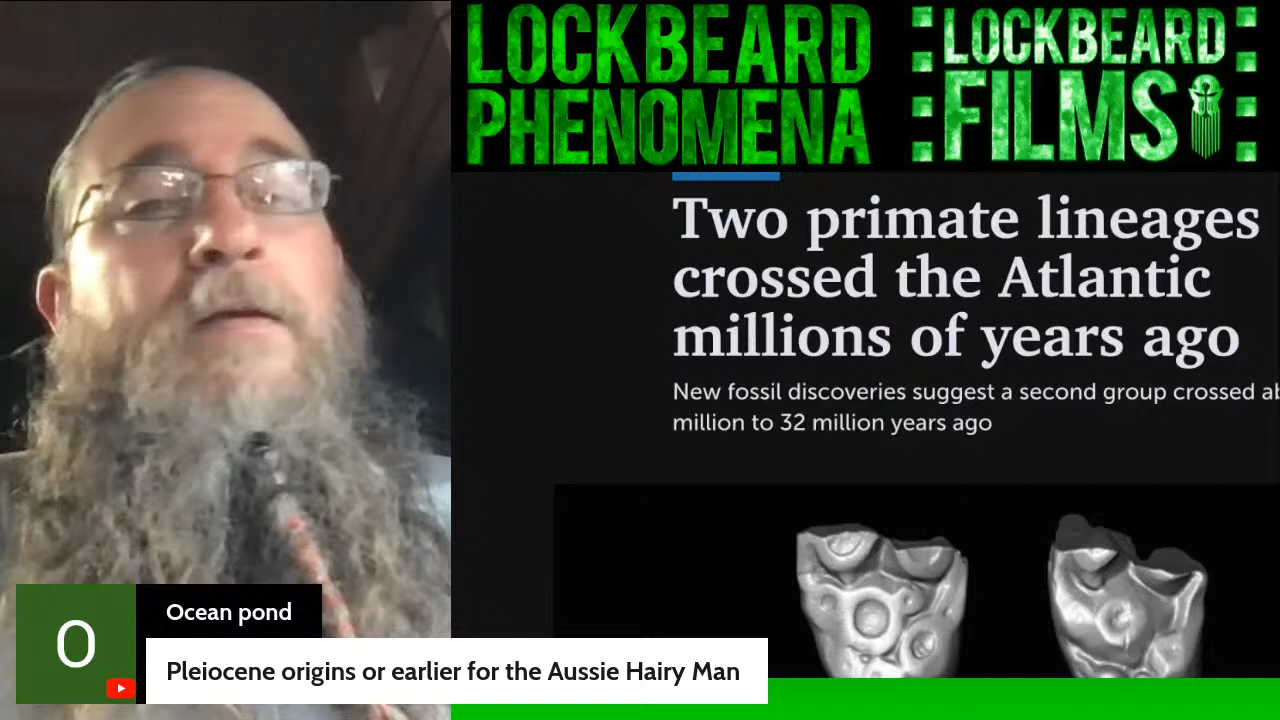 LOCKBEARD
PHENOMENA
LOCKBEARD
FILMS
Two primate lineages
crossed the Atlantic
millions of years ago
New fossil discoveries suggest a second group crossed
million to 32 million years ago
O
Ocean pond
Pleiocene origins or earlier for the Aussie Hairy Man